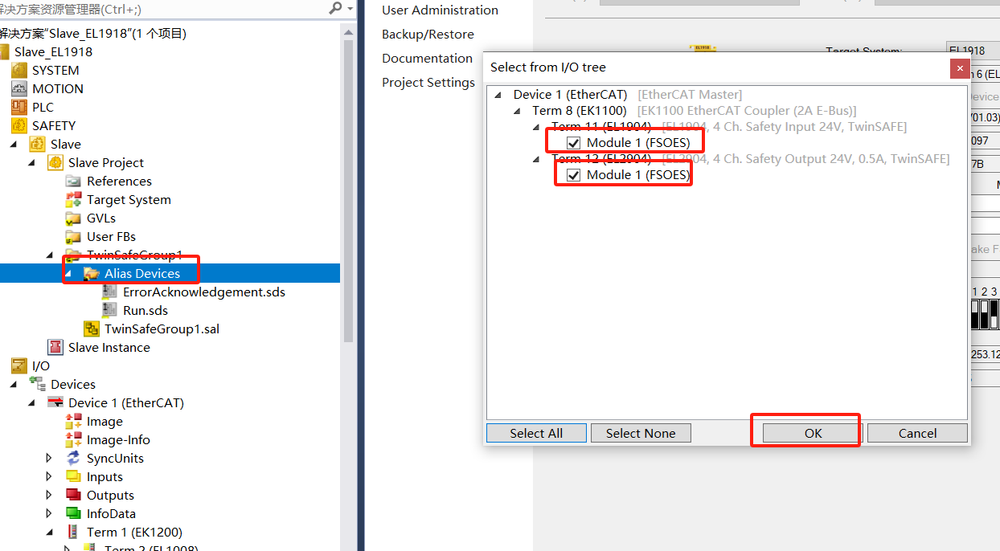 解决方案资源管理器(Ctrl+;)
解决方案"Slave_EL1918"(1 个项目)
Slave_EL1918
SYSTEM
MOTION
PLC
SAFETY
Slave
Slave Project
References
Target System
GVLs
User FBs
TwinSafeGroup1
Alias Devices
ErrorAcknowledgement.sds
Run.sds
TwinSafeGroup1.sal
Slave Instance
I/O
Devices
Device 1 (EtherCAT)
Image
Image-Info
SyncUnits
Inputs
Outputs
InfoData
Term 1 (EK1200)
Term 2 (EL1008)
User Administration
Backup/Restore
Documentation
Project Settings
Target System:
EL1918
Select from I/O tree
Device 1 (EtherCAT) [EtherCAT Master]
Term 8 (EK1100) [EK1100 EtherCAT Coupler (2A E-Bus)]
Term 11 (EL1904) [EL1904, 4 Ch. Safety Input 24V, TwinSAFE]
Module 1 (FSOES)
Term 12 (EL2904) [EL2904, 4 Ch. Safety Output 24V, 0.5A, TwinSAFE]
Module 1 (FSOES)
Select All
Select None
OK
Cancel
6 (EL
evice
01.03)
097
7B
M
ake F
1 2 3
253.12